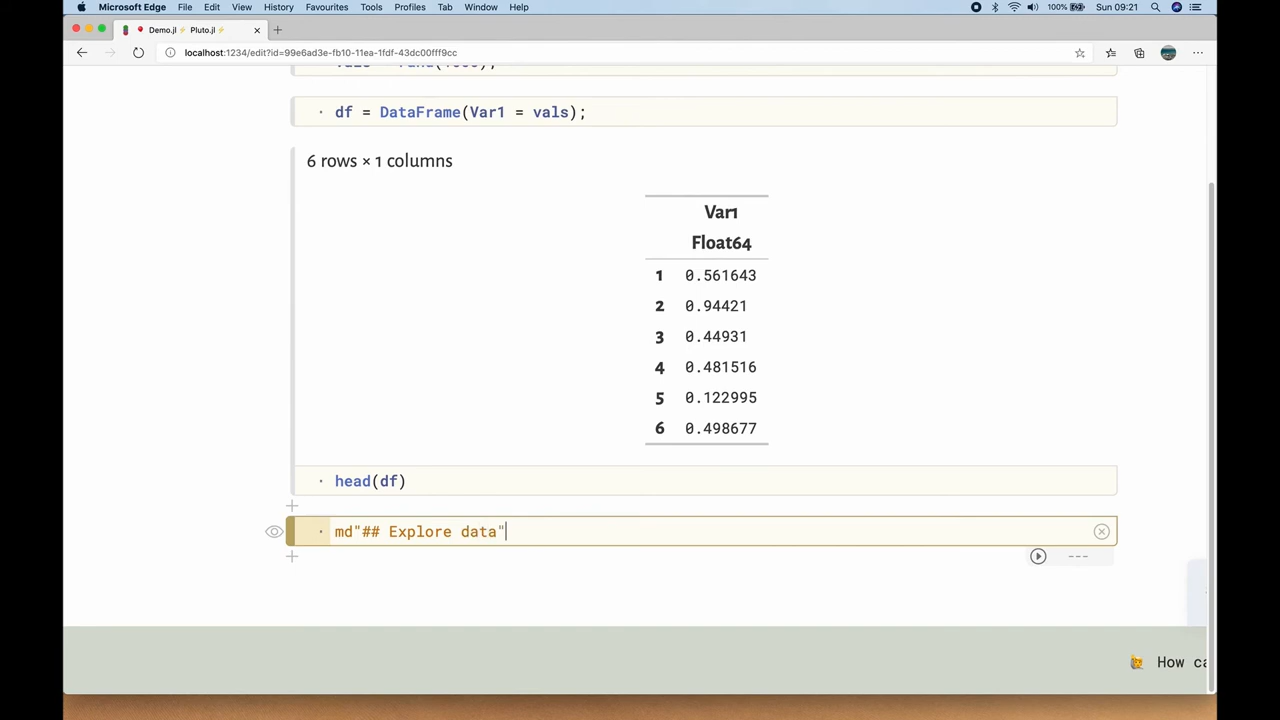 Microsoft Edge File Edit View History Favourites Tools Profiles Tab Window Help 100% Sun 09:21
Demo.jl⚡ Pluto.jl⚡
localhost:1234/edit?id=99e6ad3e-fb10-11ea-1fdf-43dc00fff9cc
df = DataFrame(Var1 = vals);
6 rows × 1 columns
Var1
Float64
1 0.561643
2 0.94421
3 0.44931
4 0.481516
5 0.122995
6 0.498677
head(df)
md"## Explore data"
---
How ca